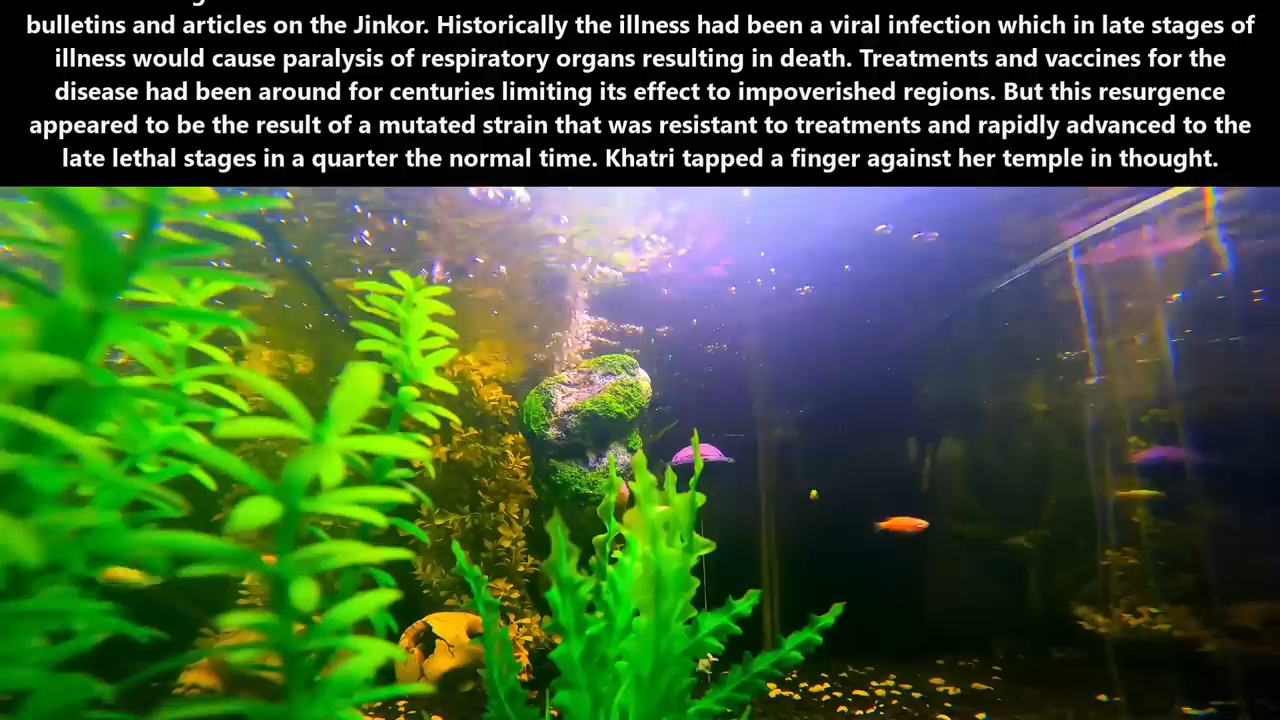 bulletins and articles on the Jinkor. Historically the illness had been a viral infection which in late stages of
illness would cause paralysis of respiratory organs resulting in death. Treatments and vaccines for the
disease had been around for centuries limiting its effect to impoverished regions. But this resurgence
appeared to be the result of a mutated strain that was resistant to treatments and rapidly advanced to the
late lethal stages in a quarter the normal time. Khatri tapped a finger against her temple in thought.